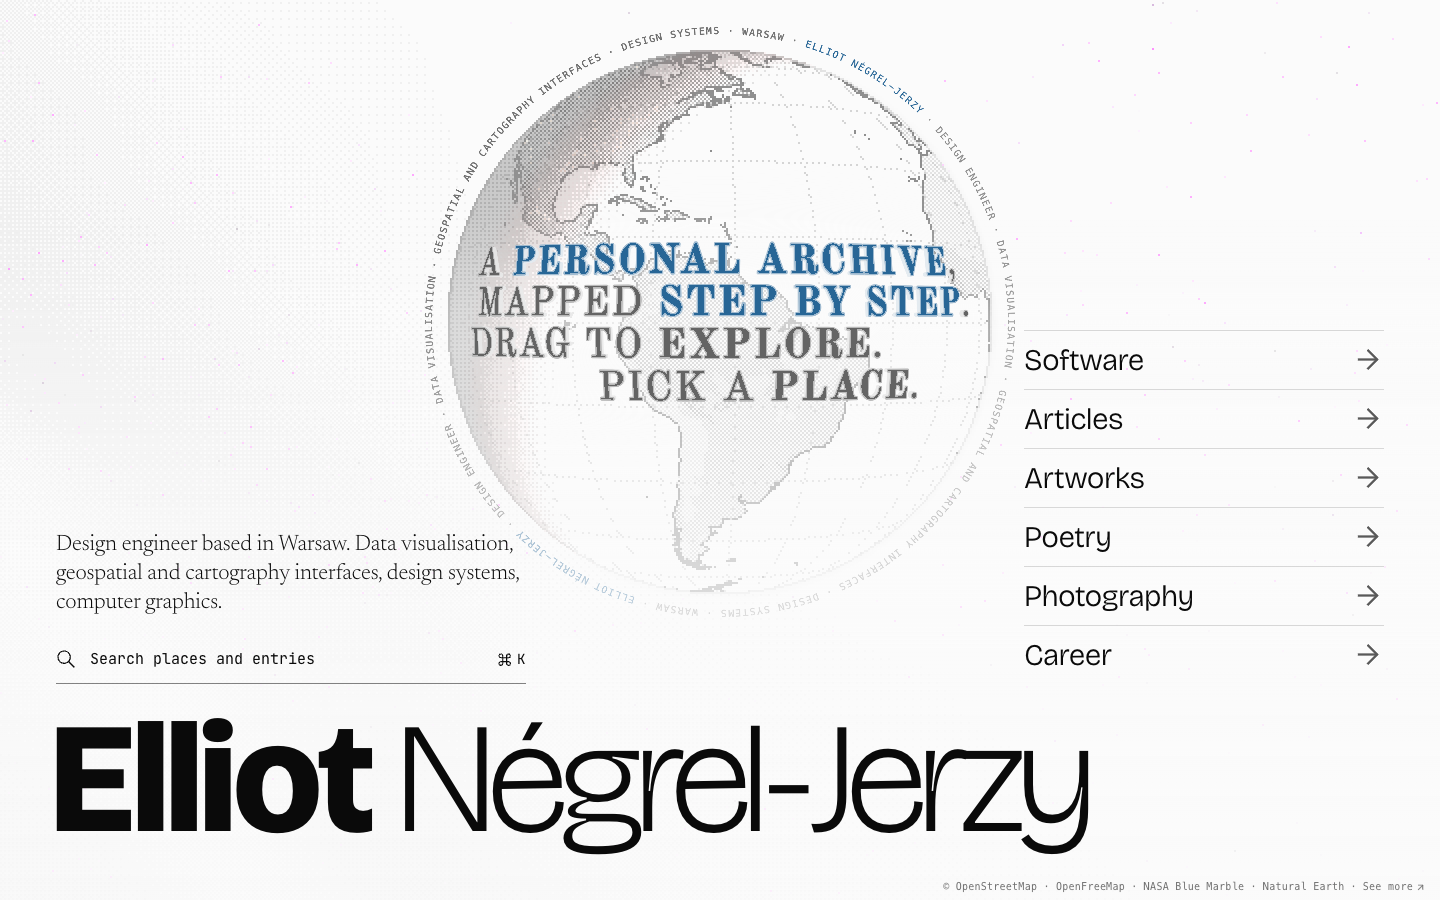 DATA VISUALISATION · GEOSPATIAL AND CARTOGRAPHY INTERFACES · DESIGN SYSTEMS · WARSAW · ELLIOT NÉGREL-JERZY · DESIGN ENGINEER · DATA VISUALISATION · GEOSPATIAL AND CARTOGRAPHY INTERFACES · DESIGN SYSTEMS · WARSAW · ELLIOT NÉGREL-JERZY · DESIGN ENGINEER ·
A PERSONAL ARCHIVE,
MAPPED STEP BY STEP.
DRAG TO EXPLORE.
PICK A PLACE.
Software
Articles
Artworks
Poetry
Photography
Career
Design engineer based in Warsaw. Data visualisation,
geospatial and cartography interfaces, design systems,
computer graphics.
Search places and entries ⌘ K
Elliot Négrel-Jerzy
© OpenStreetMap · OpenFreeMap · NASA Blue Marble · Natural Earth · See more